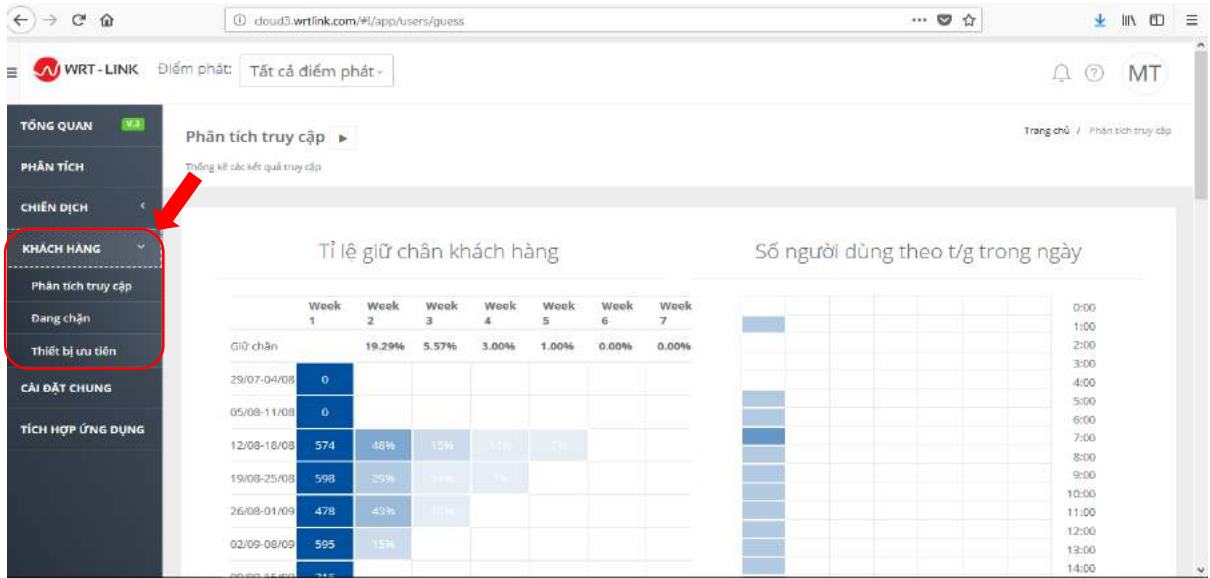 cloud3.wrtlink.com/#!/app/users/guess
WRT-LINK Điểm phát: Tất cả điểm phát MT
TỔNG QUAN V.3
PHÂN TÍCH
CHIẾN DỊCH
KHÁCH HÀNG
Phân tích truy cập
Đang chặn
Thiết bị ưu tiên
CÀI ĐẶT CHUNG
TÍCH HỢP ỨNG DỤNG
Phân tích truy cập
Trang chủ / Phân tích truy cập
Thống kê các kết quả truy cập
Tỉ lệ giữ chân khách hàng
Week 1 Week 2 Week 3 Week 4 Week 5 Week 6 Week 7
Giữ chân 19.29% 5.57% 3.00% 1.00% 0.00% 0.00%
29/07-04/08 0
05/08-11/08 0
12/08-18/08 574 48% 15%
19/08-25/08 598 29%
26/08-01/09 478 43%
02/09-08/09 595 15%
Số người dùng theo t/g trong ngày
0:00
1:00
2:00
3:00
4:00
5:00
6:00
7:00
8:00
9:00
10:00
11:00
12:00
13:00
14:00